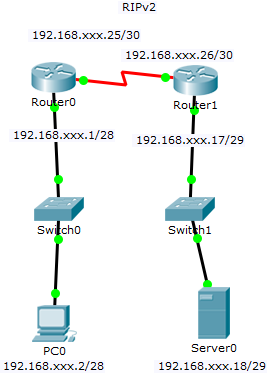 RIPv2
192.168.xxx.25/30
192.168.xxx.26/30
Router0
Router1
192.168.xxx.1/28
192.168.xxx.17/29
Switch0
Switch1
PC0
Server0
192.168.xxx.2/28
192.168.xxx.18/29